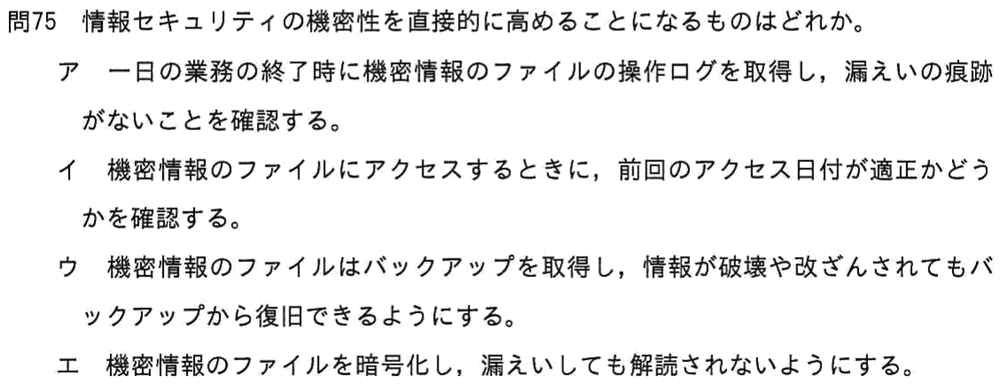 問75　情報セキュリティの機密性を直接的に高めることになるものはどれか。
ア　一日の業務の終了時に機密情報のファイルの操作ログを取得し，漏えいの痕跡
がないことを確認する。
イ　機密情報のファイルにアクセスするときに，前回のアクセス日付が適正かどう
かを確認する。
ウ　機密情報のファイルはバックアップを取得し，情報が破壊や改ざんされてもバ
ックアップから復旧できるようにする。
エ　機密情報のファイルを暗号化し，漏えいしても解読されないようにする。